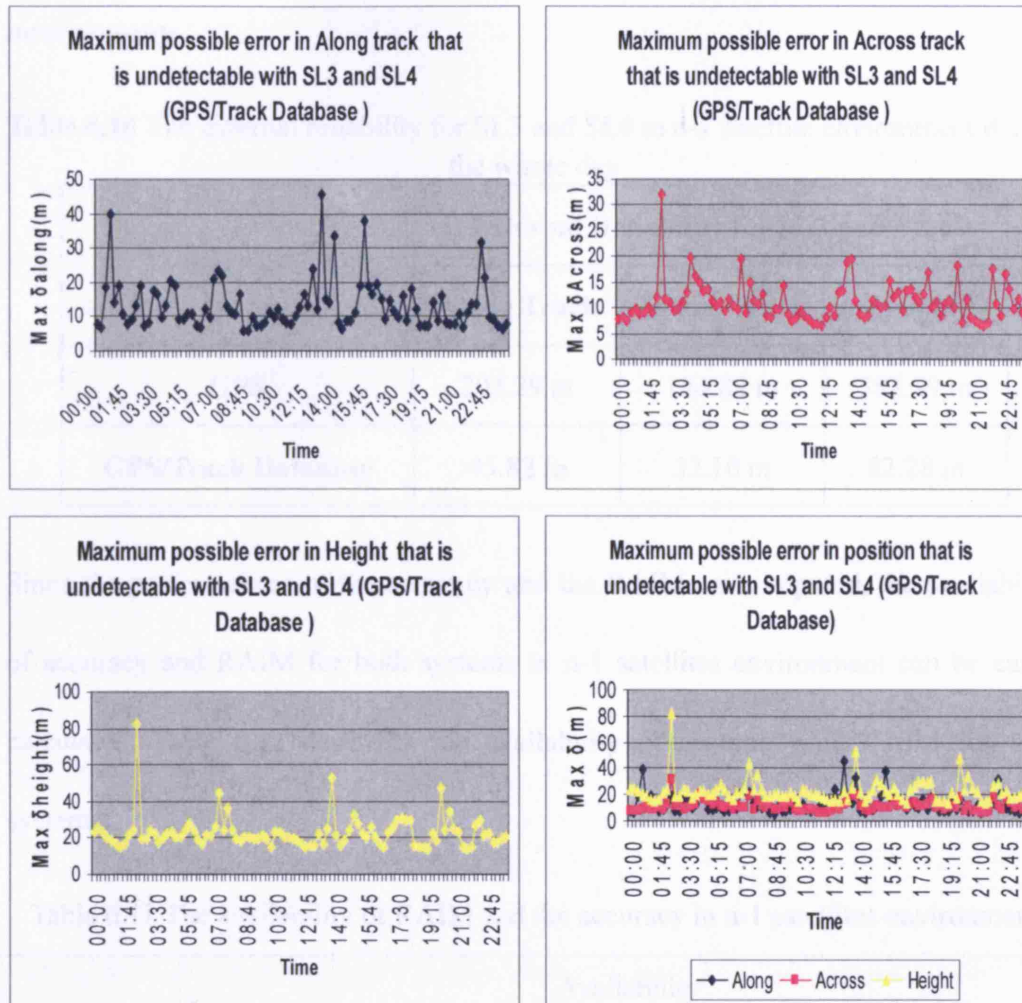 Maximum possible error in Along track that
is undetectable with SL3 and SL4
(GPS/Track Database )
50
40
30
20
10
0
Max δalong(m)
00:00 01:45 03:30 05:15 07:00 08:45 10:30 12:15 14:00 15:45 17:30 19:15 21:00 22:45
Time
Maximum possible error in Across track
that is undetectable with SL3 and SL4
(GPS/Track Database )
35
30
25
20
15
10
5
0
Max δAcross(m)
00:00 01:45 03:30 05:15 07:00 08:45 10:30 12:15 14:00 15:45 17:30 19:15 21:00 22:45
Time
GPS/Track Database 45.82 m 32.10 m 82.28 m
Maximum possible error in Height that is
undetectable with SL3 and SL4 (GPS/Track
Database )
100
80
60
40
20
0
Max δheight(m)
00:00 01:45 03:30 05:15 07:00 08:45 10:30 12:15 14:00 15:45 17:30 19:15 21:00 22:45
Time
Maximum possible error in position that is
undetectable with SL3 and SL4 (GPS/Track
Database)
100
80
60
40
20
0
Max δ(m)
00:00 01:45 03:30 05:15 07:00 08:45 10:30 12:15 14:00 15:45 17:30 19:15 21:00 22:45
Time
Along Across Height
of accuracy and RAIM for both systems in n-1 satellite environment can be
accuracy in n-1 satellite environment
Availability